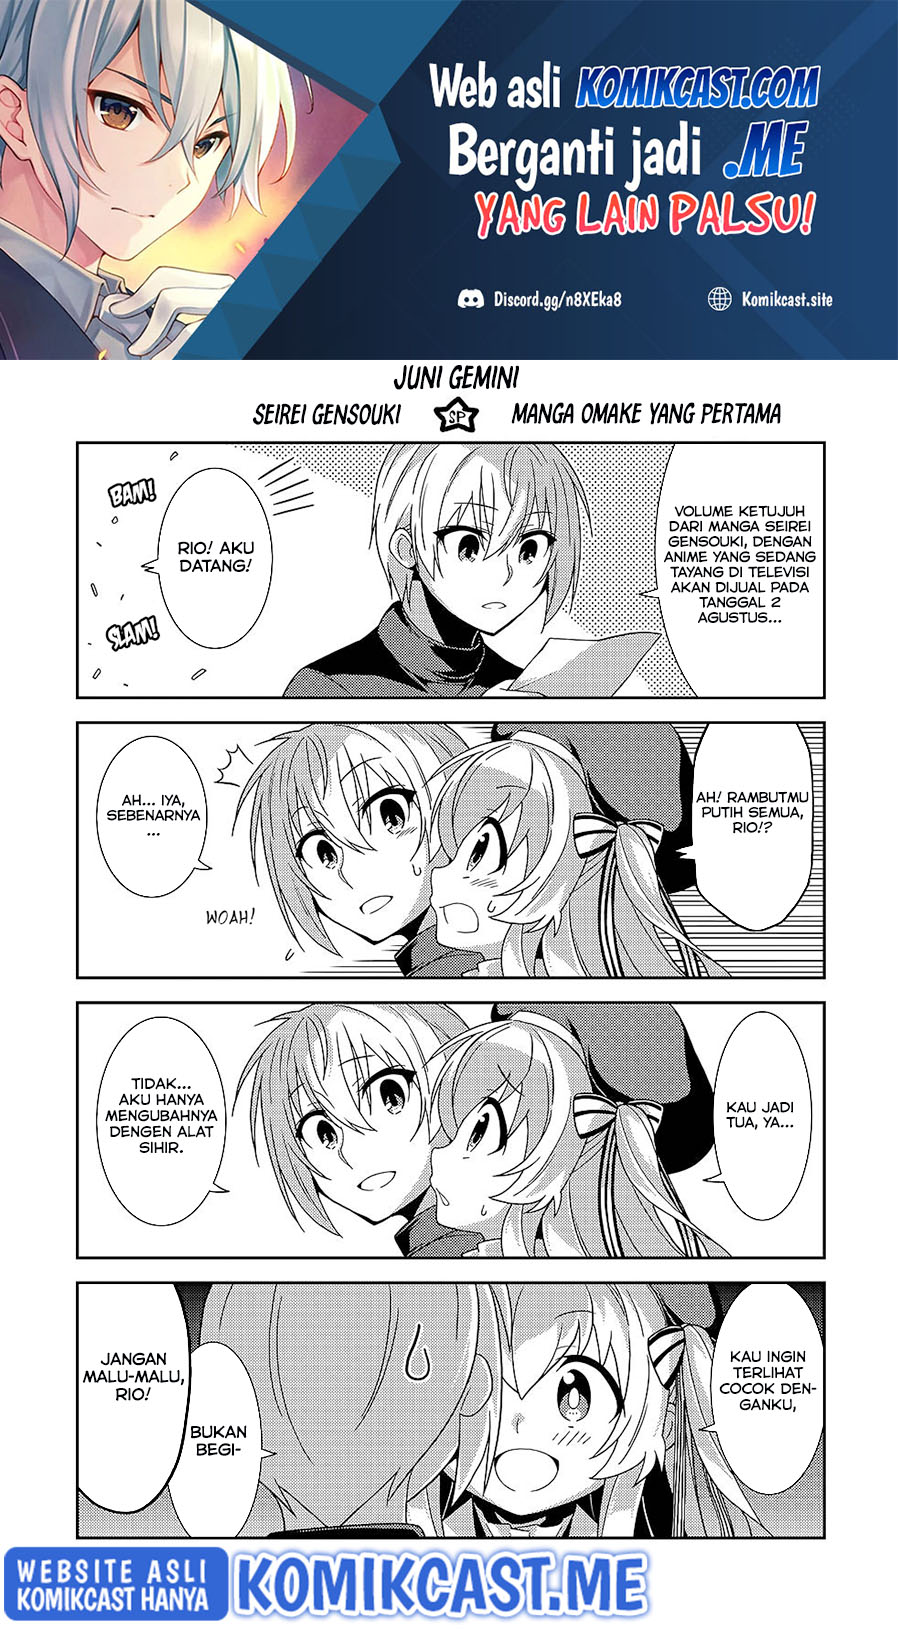 Web asli KOMIKCAST.COM
Berganti jadi .ME
YANG LAIN PALSU!
Discord.gg/n8XEka8
Komikcast.site
JUNI GEMINI
SEIREI GENSOUKI SP MANGA OMAKE YANG PERTAMA
VOLUME KETUJUH
DARI MANGA SEIREI
GENSOUKI, DENGAN
ANIME YANG SEDANG
TAYANG DI TELEVISI
AKAN DIJUAL PADA
TANGGAL 2
AGUSTUS...
BAM!
RIO! AKU
DATANG!
SLAM!
AH! RAMBUTMU
PUTIH SEMUA,
RIO!?
AH... IYA,
SEBENARNYA
...
WOAH!
KAU JADI
TUA, YA...
TIDAK...
AKU HANYA
MENGUBAHNYA
DENGEN ALAT
SIHIR.
KAU INGIN
TERLIHAT
COCOK DEN-
GANKU,
BUKAN
BEGI-
JANGAN
MALU-MALU,
RIO!
WEBSITE ASLI
KOMIKCAST HANYA
KOMIKCAST.ME